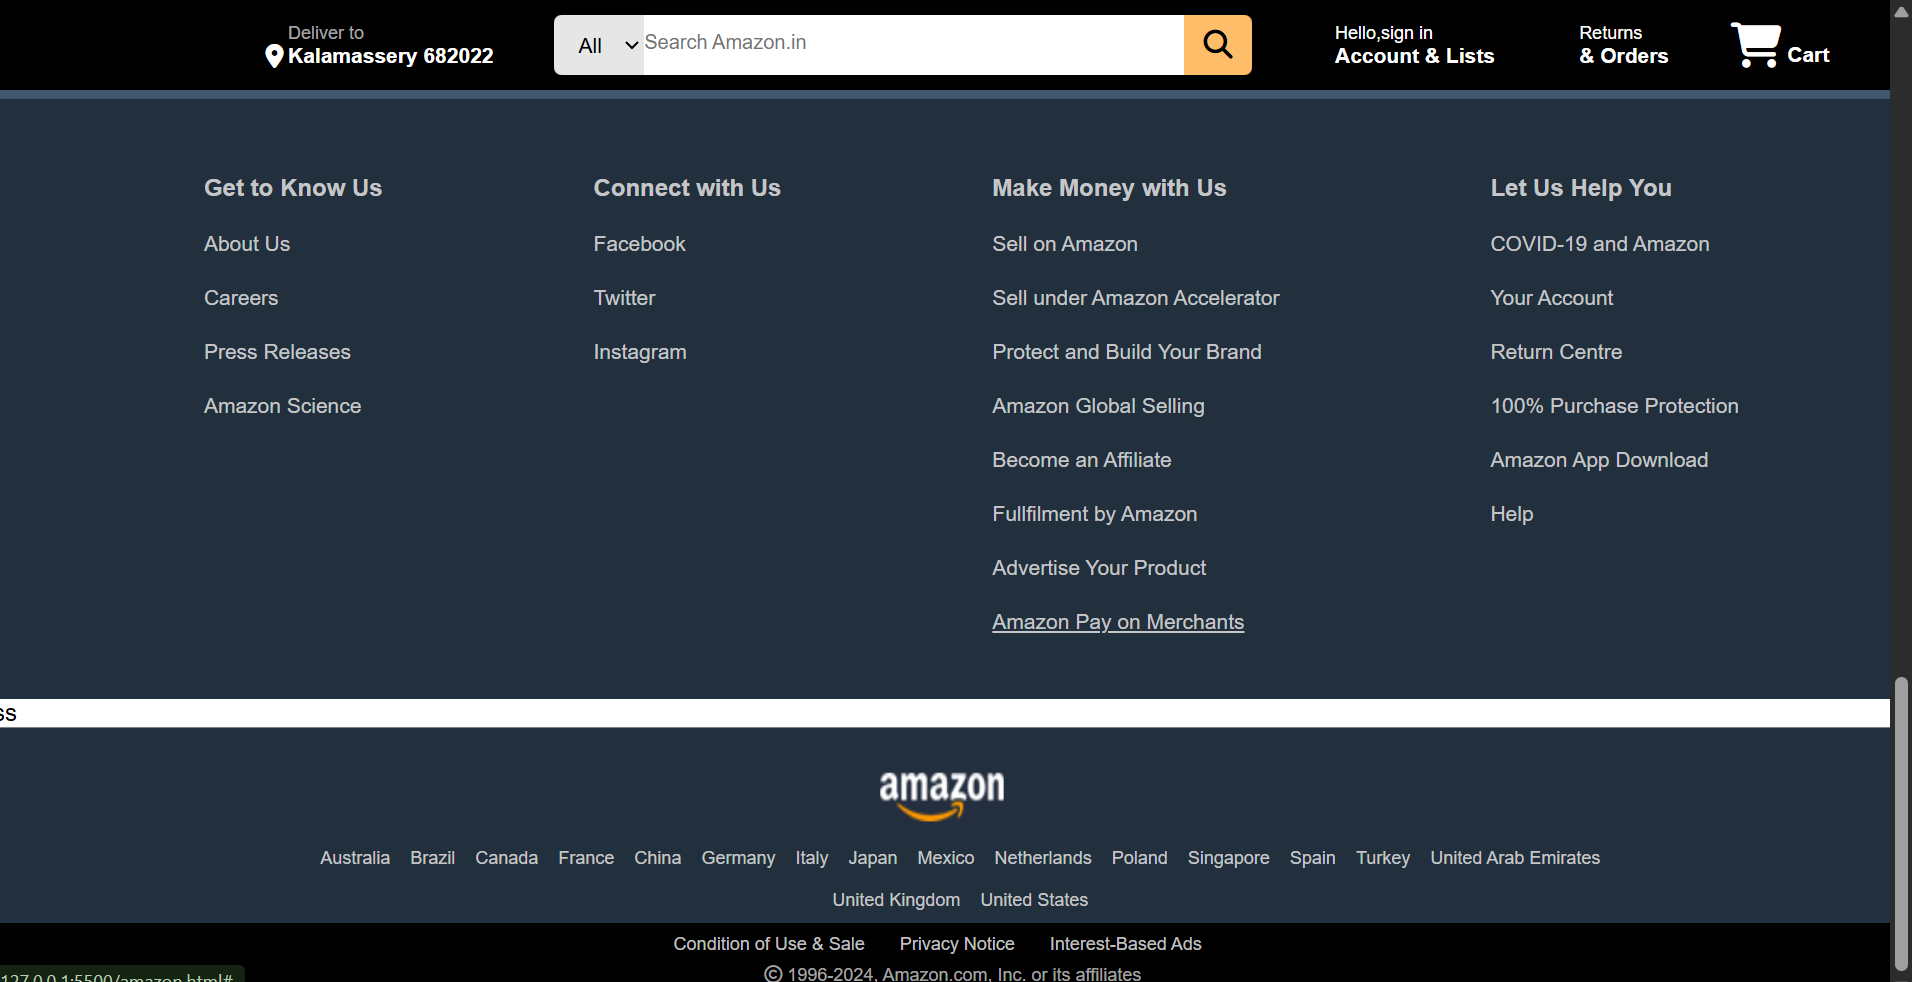 Deliver to
Kalamassery 682022
All
Search Amazon.in
Hello,sign in
Account & Lists
Returns
& Orders
Cart
Get to Know Us
About Us
Careers
Press Releases
Amazon Science
Connect with Us
Facebook
Twitter
Instagram
Make Money with Us
Sell on Amazon
Sell under Amazon Accelerator
Protect and Build Your Brand
Amazon Global Selling
Become an Affiliate
Fullfilment by Amazon
Advertise Your Product
Amazon Pay on Merchants
Let Us Help You
COVID-19 and Amazon
Your Account
Return Centre
100% Purchase Protection
Amazon App Download
Help
ss
amazon
Australia Brazil Canada France China Germany Italy Japan Mexico Netherlands Poland Singapore Spain Turkey United Arab Emirates
United Kingdom United States
Condition of Use & Sale Privacy Notice Interest-Based Ads
© 1996-2024, Amazon.com, Inc. or its affiliates
127.0.0.1:5500/amazon.html#